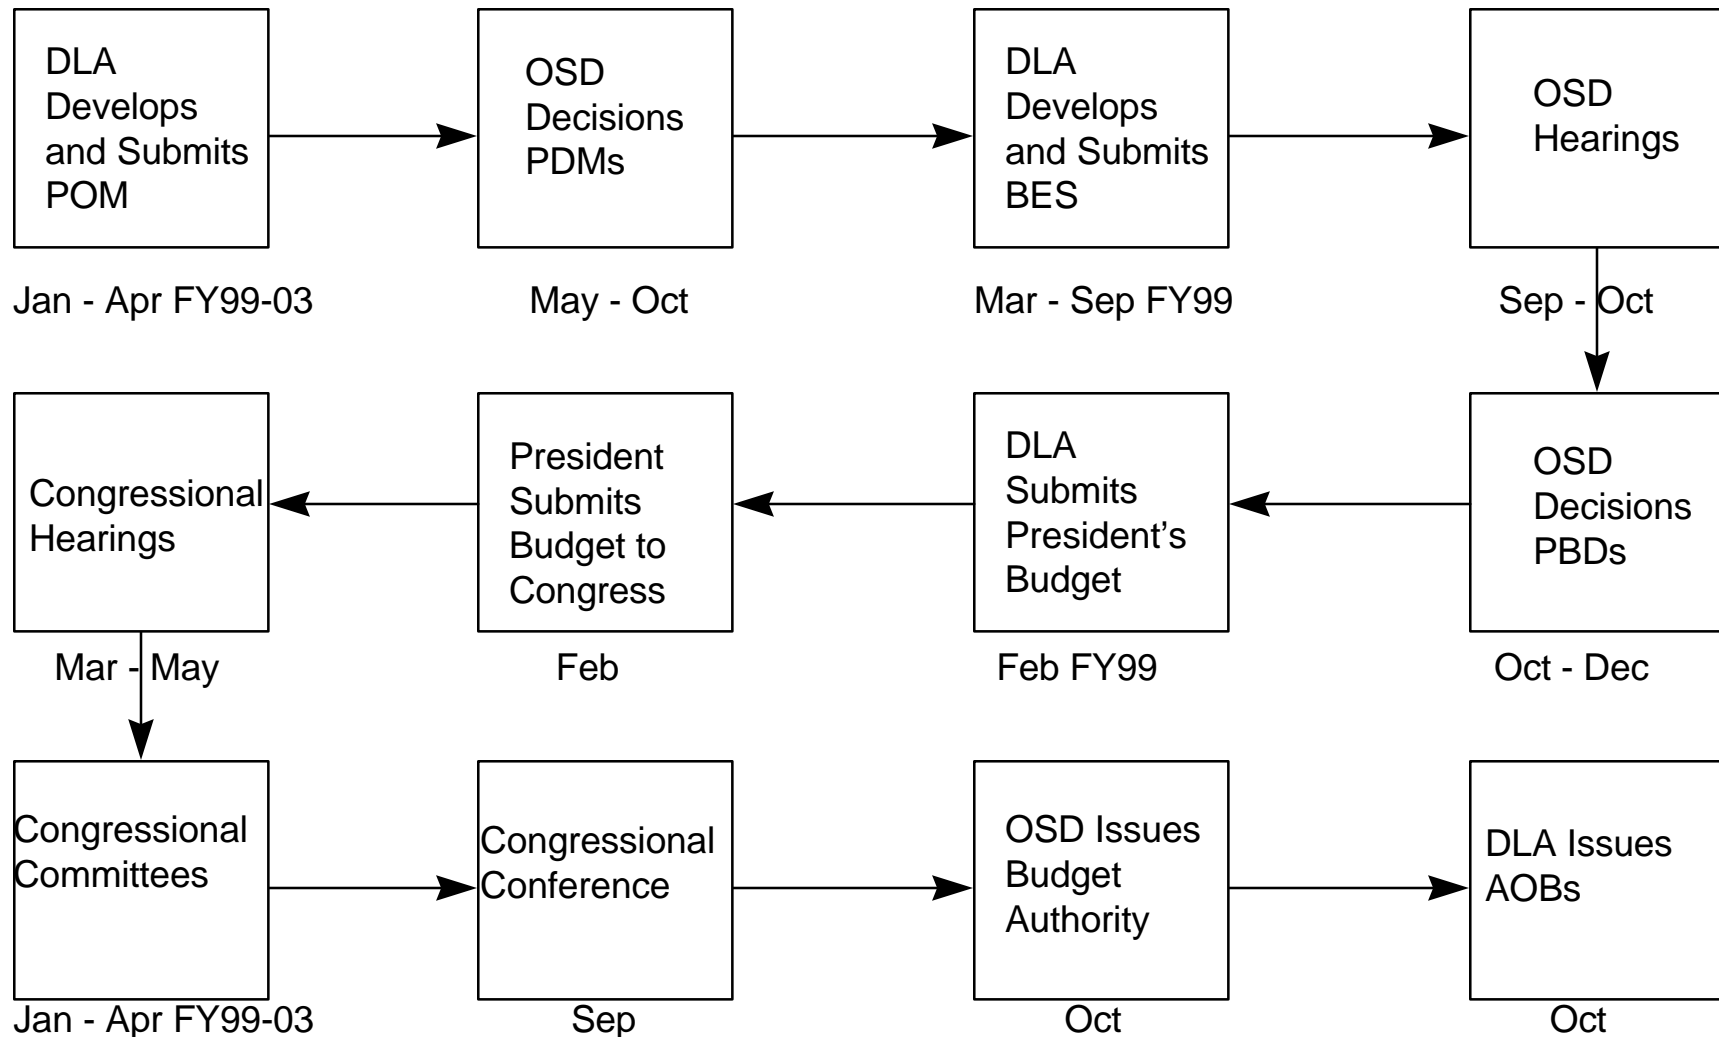 DLA
Develops
and Submits
POM
Jan - Apr FY99-03
OSD
Decisions
PDMs
May - Oct
DLA
Develops
and Submits
BES
Mar - Sep FY99
OSD
Hearings
Sep - Oct
OSD
Decisions
PBDs
Oct - Dec
DLA
Submits
President’s
Budget
Feb FY99
President
Submits
Budget to
Congress
Feb
Congressional
Hearings
Mar - May
Congressional
Committees
Jan - Apr FY99-03
Congressional
Conference
Sep
OSD Issues
Budget
Authority
Oct
DLA Issues
AOBs
Oct